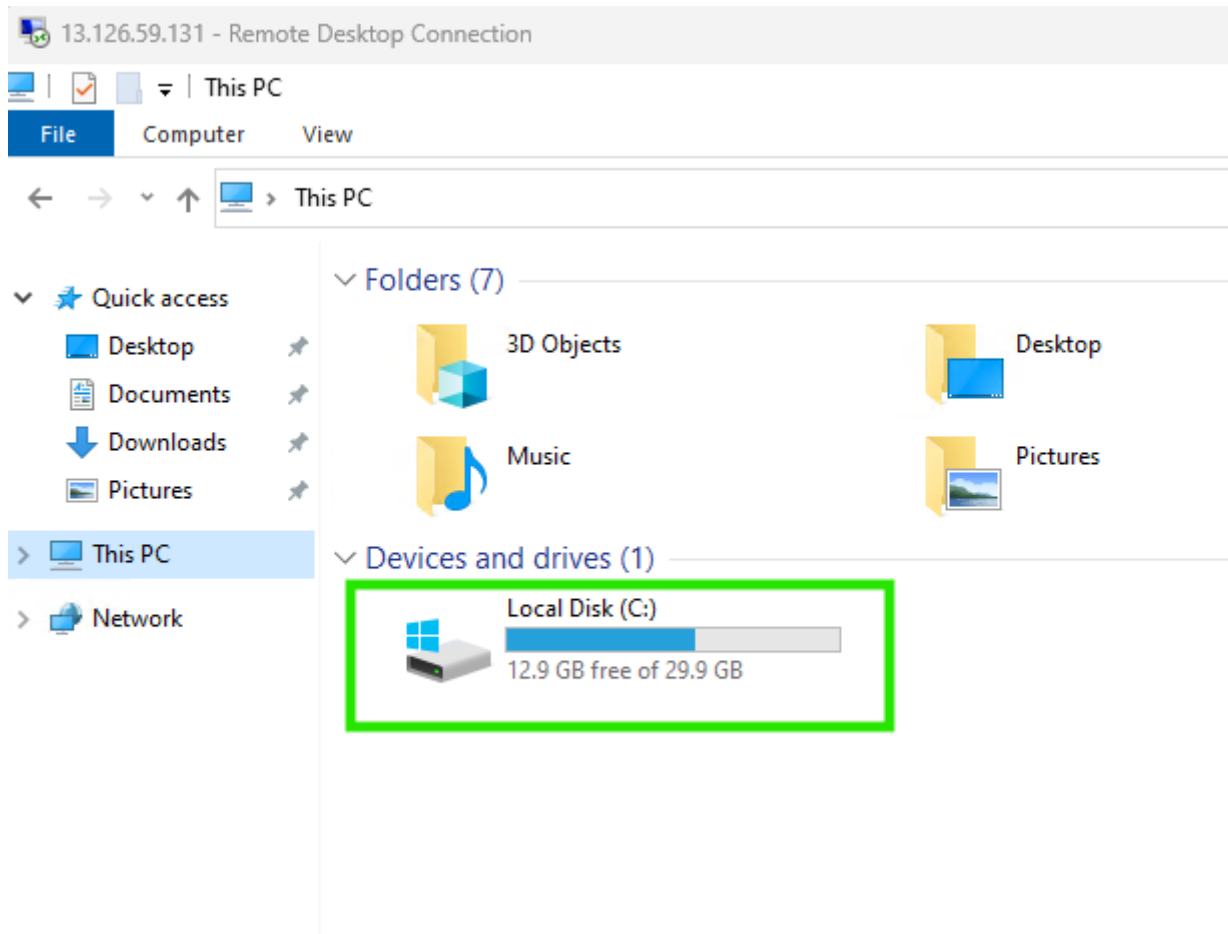 13.126.59.131 - Remote Desktop Connection
This PC
File Computer View
This PC
Quick access
Desktop
Documents
Downloads
Pictures
This PC
Network
Folders (7)
3D Objects
Desktop
Music
Pictures
Devices and drives (1)
Local Disk (C:)
12.9 GB free of 29.9 GB